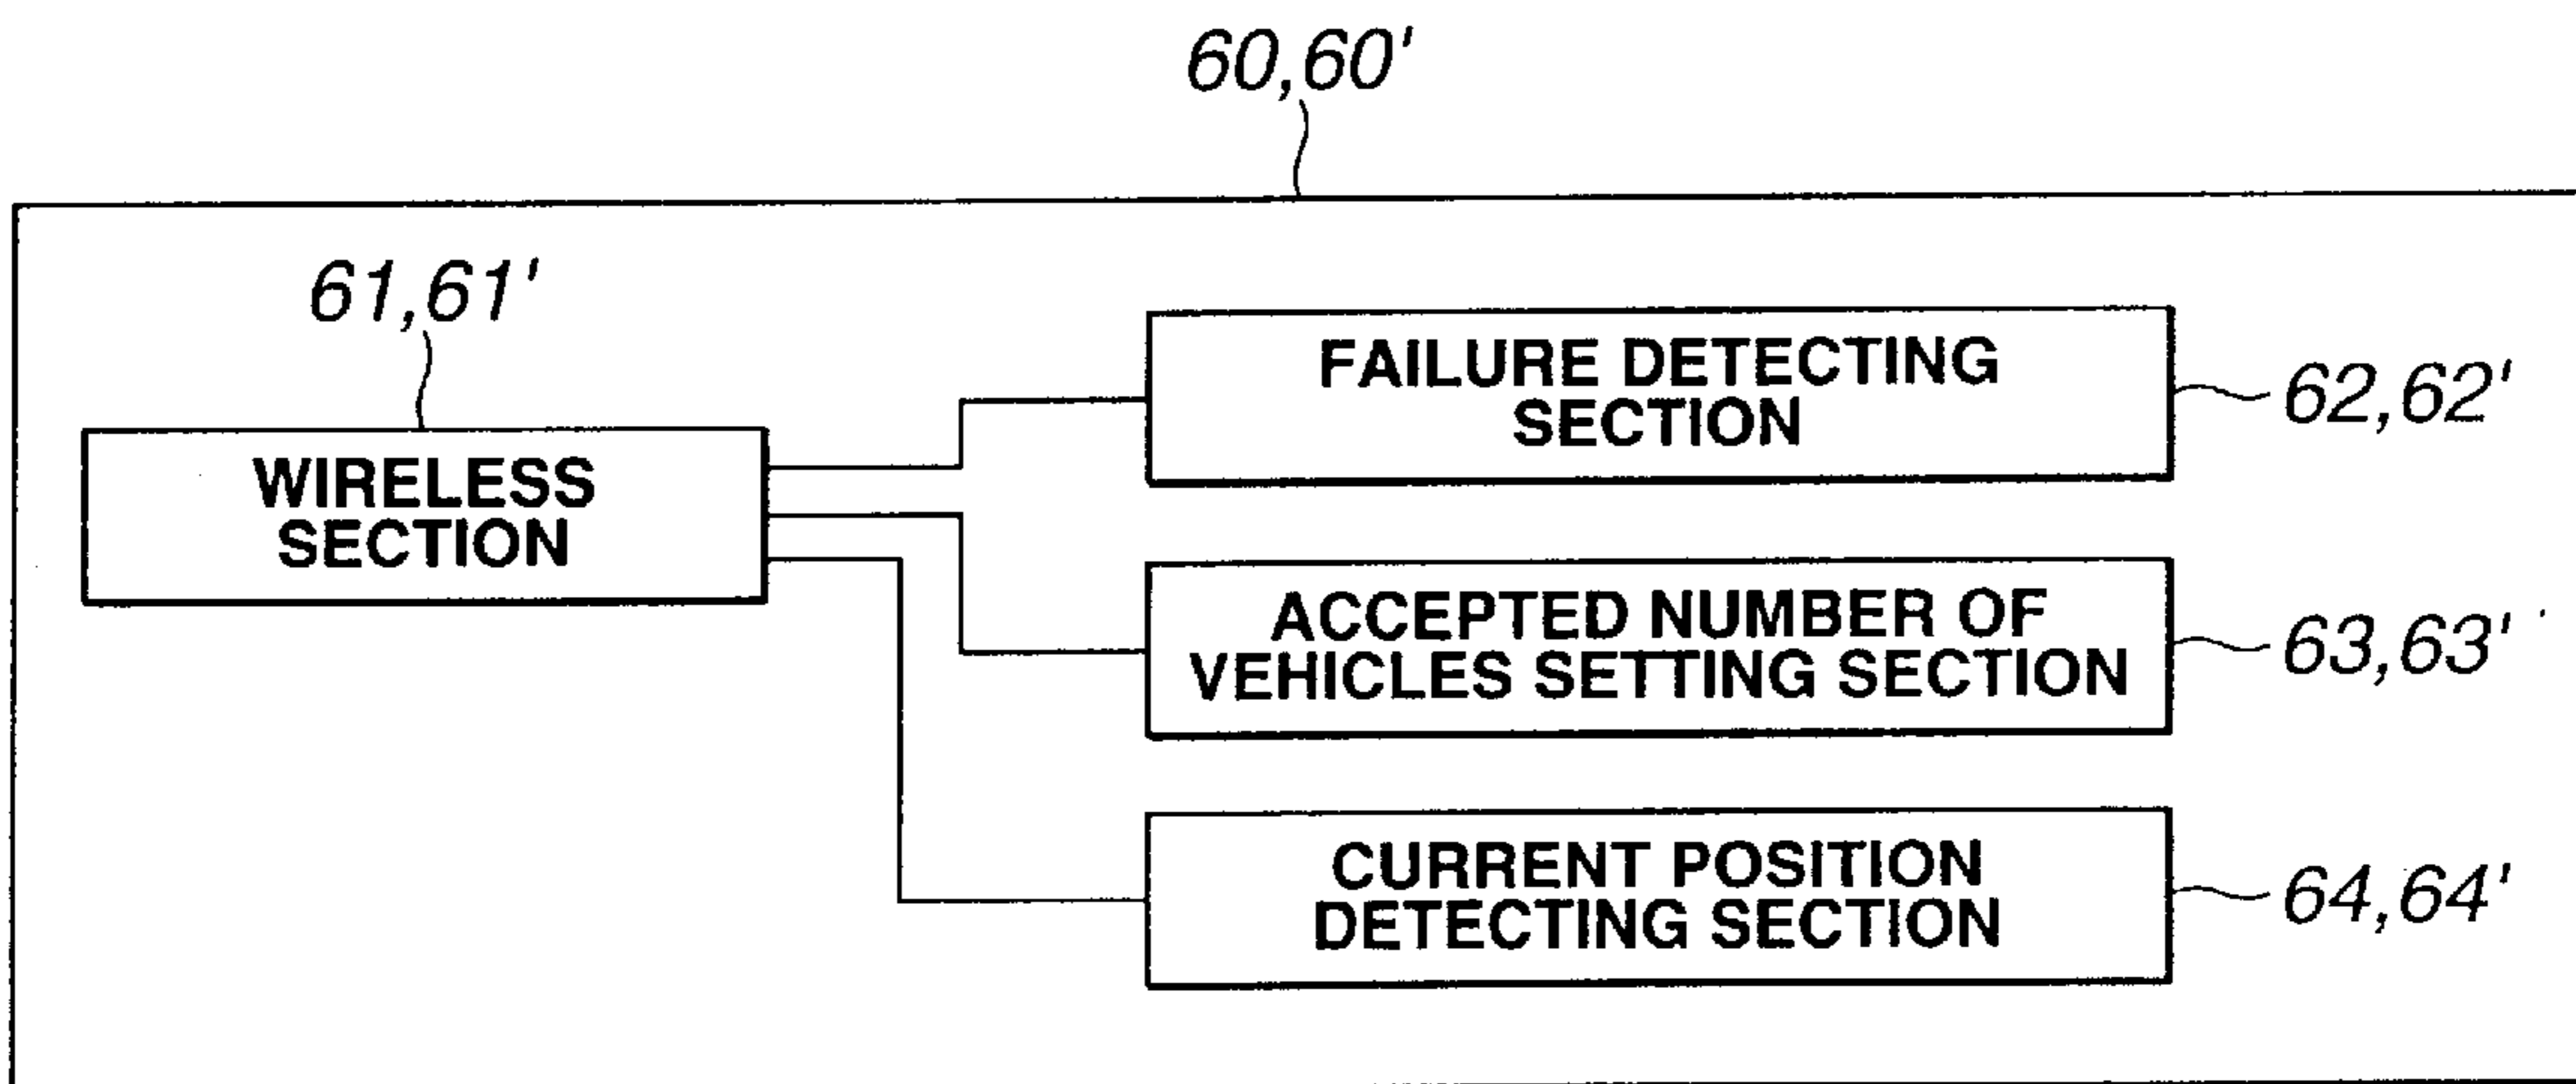 60,60'
61,61'
WIRELESS
SECTION
FAILURE DETECTING
SECTION
62,62'
ACCEPTED NUMBER OF
VEHICLES SETTING SECTION
63,63'
CURRENT POSITION
DETECTING SECTION
64,64'